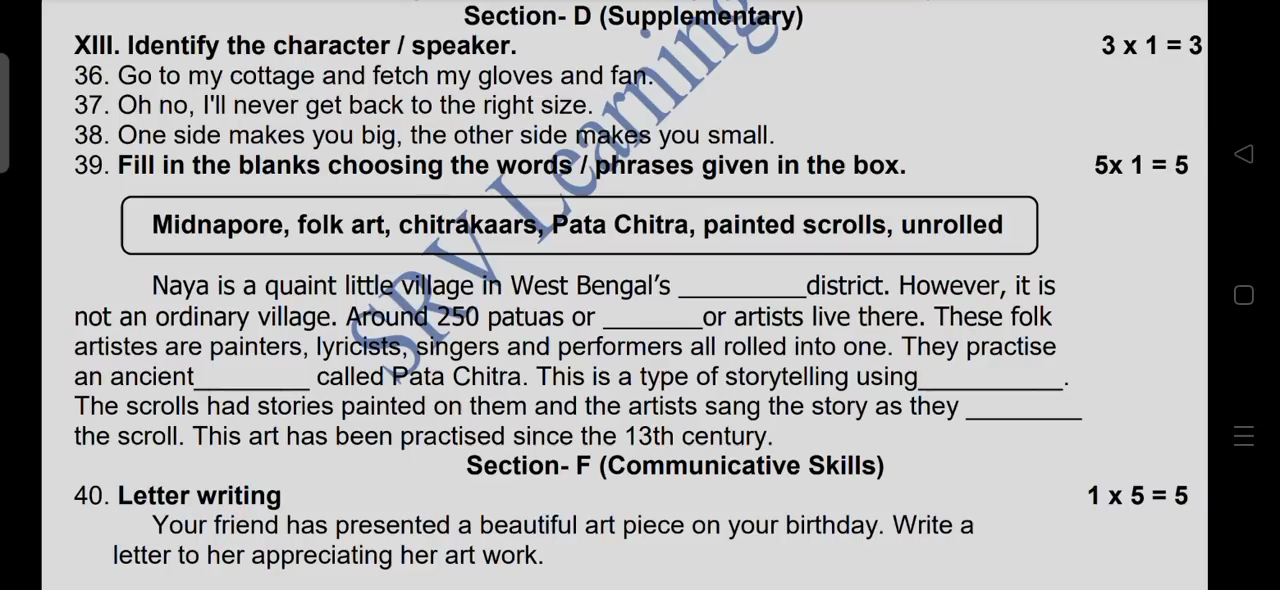 Section- D (Supplementary)
XIII. Identify the character / speaker. 3 x 1 = 3
36. Go to my cottage and fetch my gloves and fan.
37. Oh no, I'll never get back to the right size.
38. One side makes you big, the other side makes you small.
39. Fill in the blanks choosing the words / phrases given in the box. 5x 1 = 5
Midnapore, folk art, chitrakaars, Pata Chitra, painted scrolls, unrolled
Naya is a quaint little village in West Bengal's _________district. However, it is
not an ordinary village. Around 250 patuas or _______or artists live there. These folk
artistes are painters, lyricists, singers and performers all rolled into one. They practise
an ancient________ called Pata Chitra. This is a type of storytelling using__________.
The scrolls had stories painted on them and the artists sang the story as they ________
the scroll. This art has been practised since the 13th century.
Section- F (Communicative Skills)
40. Letter writing 1 x 5 = 5
Your friend has presented a beautiful art piece on your birthday. Write a
letter to her appreciating her art work.
SRV Learning